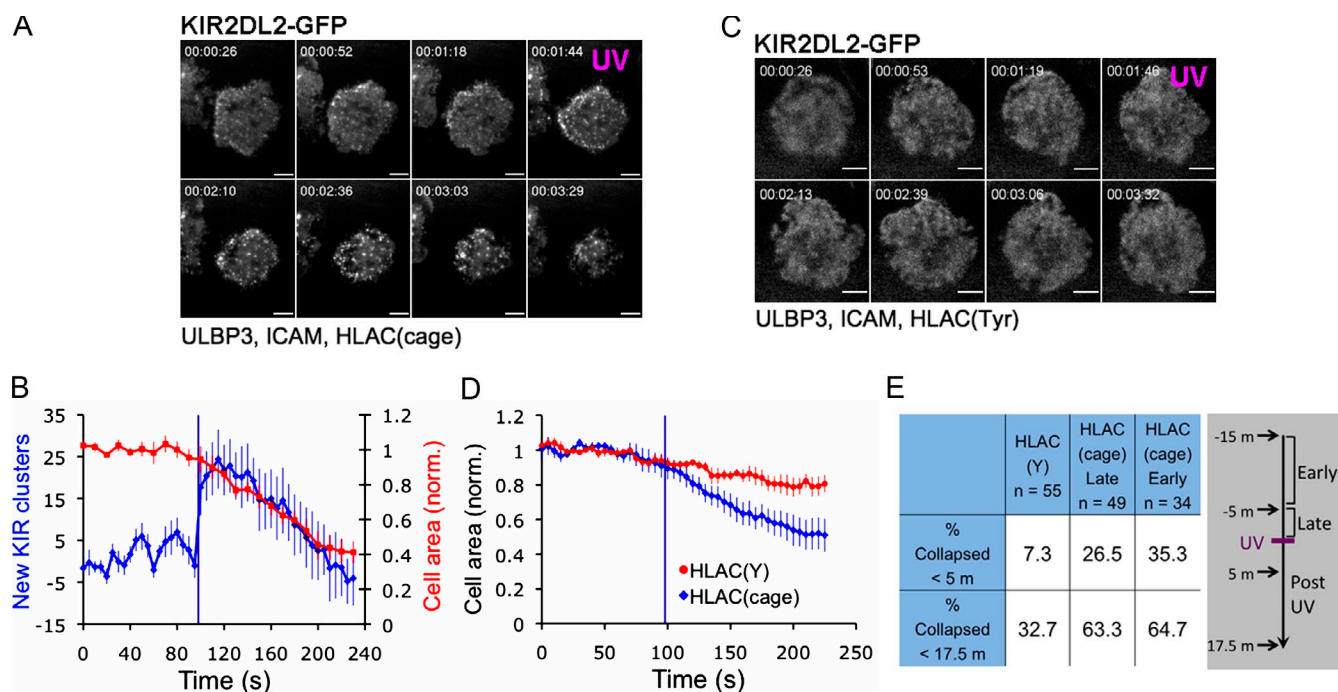 A
KIR2DL2-GFP
00:00:26
00:00:52
00:01:18
00:01:44
UV
00:02:10
00:02:36
00:03:03
00:03:29
ULBP3, ICAM, HLAC(cage)
C
KIR2DL2-GFP
00:00:26
00:00:53
00:01:19
00:01:46
UV
00:02:13
00:02:39
00:03:06
00:03:32
ULBP3, ICAM, HLAC(Tyr)
B
New KIR clusters
35
25
15
5
-5
-15
0
40
80
120
160
200
240
Time (s)
1.2
1
0.8
0.6
0.4
0.2
0
Cell area (norm.)
D
Cell area (norm.)
1.2
1
0.8
0.6
0.4
0.2
0
HLAC(Y)
HLAC(cage)
0
50
100
150
200
250
Time (s)
E
HLAC
(Y)
n = 55
HLAC
(cage)
Late
n = 49
HLAC
(cage)
Early
n = 34
%
Collapsed
< 5 m
7.3
26.5
35.3
%
Collapsed
< 17.5 m
32.7
63.3
64.7
-15 m
Early
-5 m
Late
UV
5 m
Post
UV
17.5 m